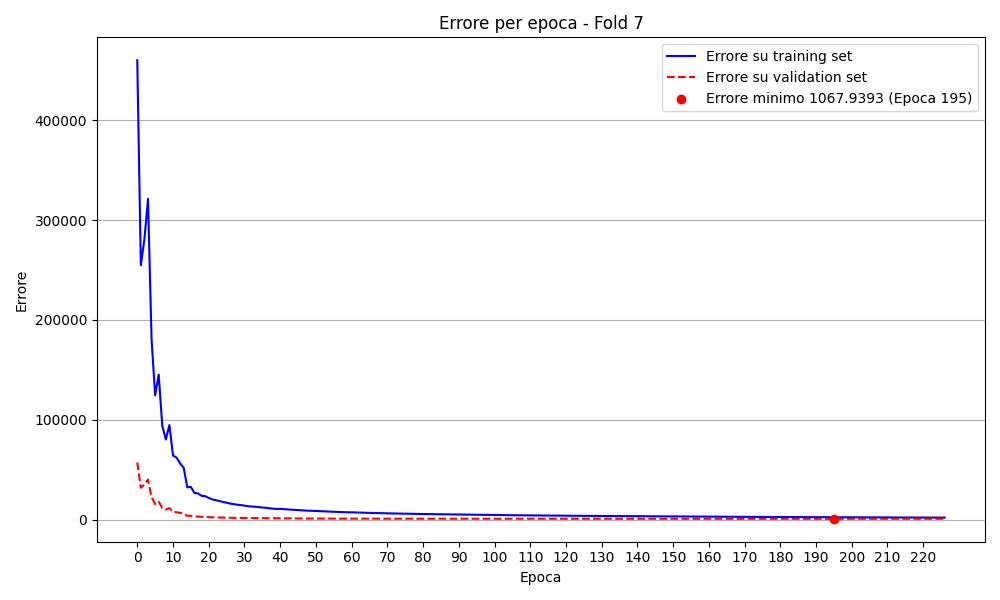 Errore per epoca - Fold 7
Errore su training set
Errore su validation set
Errore minimo 1067.9393 (Epoca 195)
Errore
400000
300000
200000
100000
0
0 10 20 30 40 50 60 70 80 90 100 110 120 130 140 150 160 170 180 190 200 210 220
Epoca